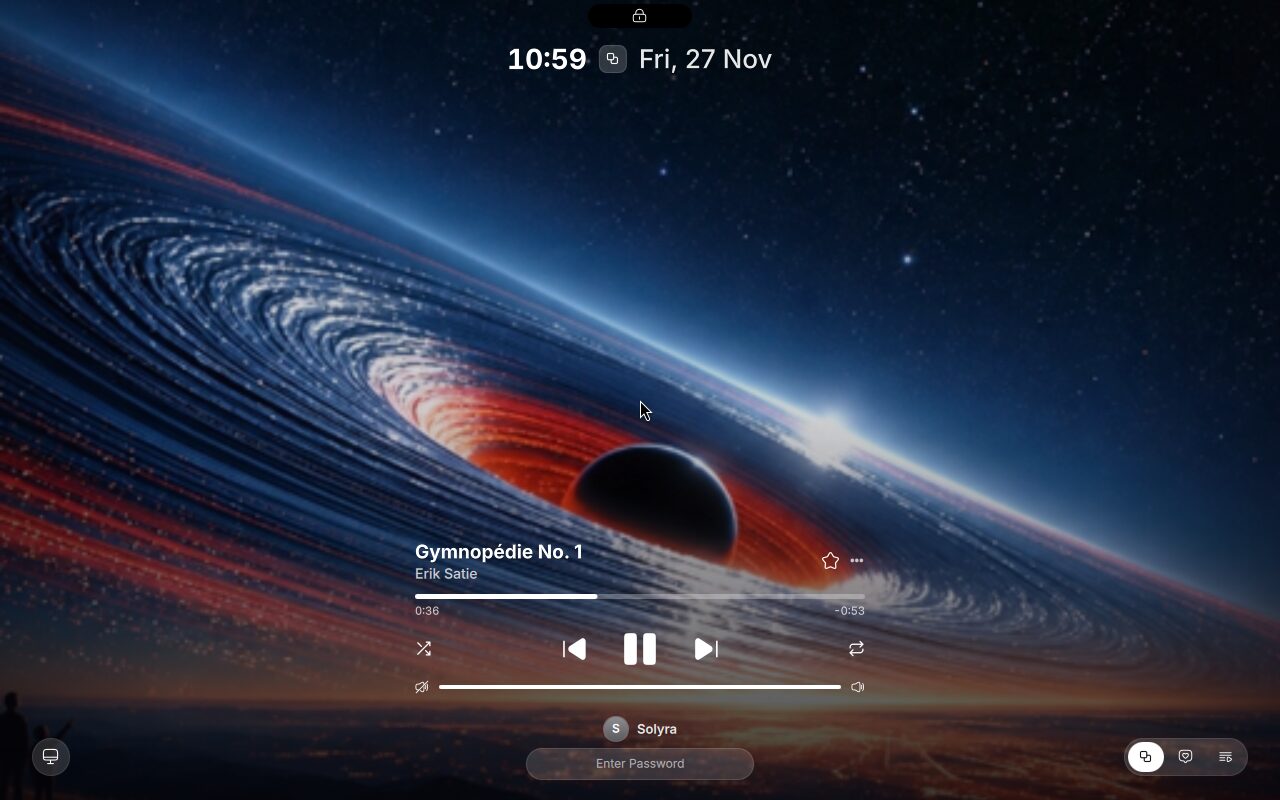 10:59 Fri, 27 Nov
Gymnopédie No. 1
Erik Satie
0:36 -0:53
S Solyra
Enter Password